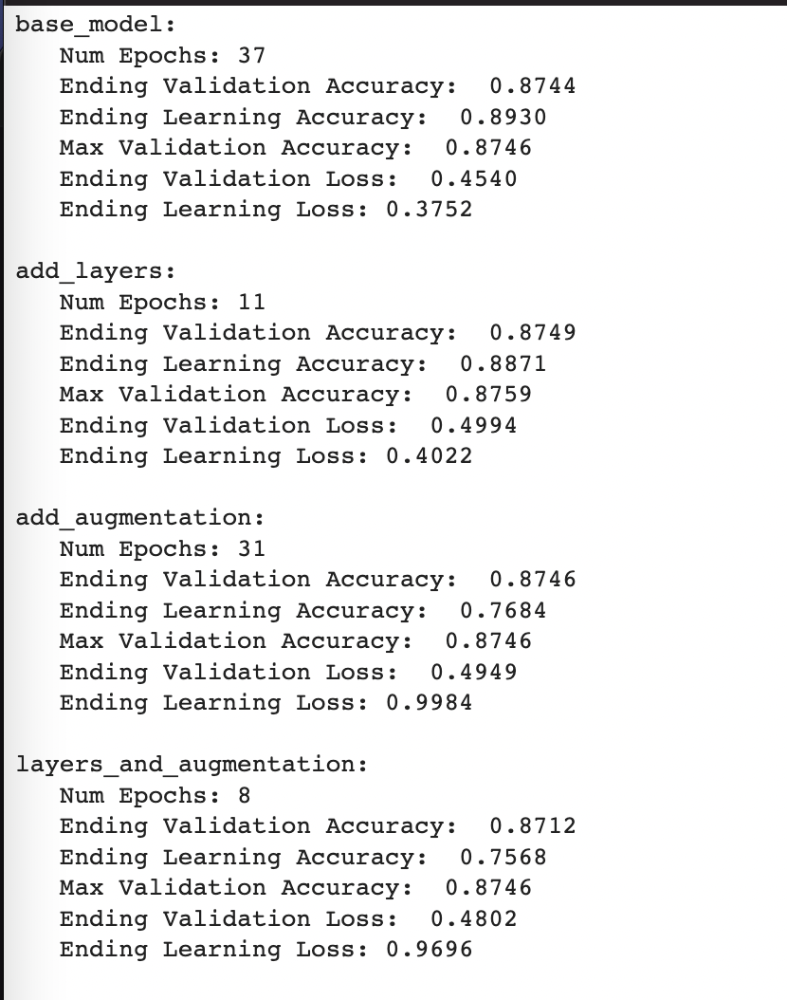 base_model:
Num Epochs: 37
Ending Validation Accuracy: 0.8744
Ending Learning Accuracy: 0.8930
Max Validation Accuracy: 0.8746
Ending Validation Loss: 0.4540
Ending Learning Loss: 0.3752
add_layers:
Num Epochs: 11
Ending Validation Accuracy: 0.8749
Ending Learning Accuracy: 0.8871
Max Validation Accuracy: 0.8759
Ending Validation Loss: 0.4994
Ending Learning Loss: 0.4022
add_augmentation:
Num Epochs: 31
Ending Validation Accuracy: 0.8746
Ending Learning Accuracy: 0.7684
Max Validation Accuracy: 0.8746
Ending Validation Loss: 0.4949
Ending Learning Loss: 0.9984
layers_and_augmentation:
Num Epochs: 8
Ending Validation Accuracy: 0.8712
Ending Learning Accuracy: 0.7568
Max Validation Accuracy: 0.8746
Ending Validation Loss: 0.4802
Ending Learning Loss: 0.9696